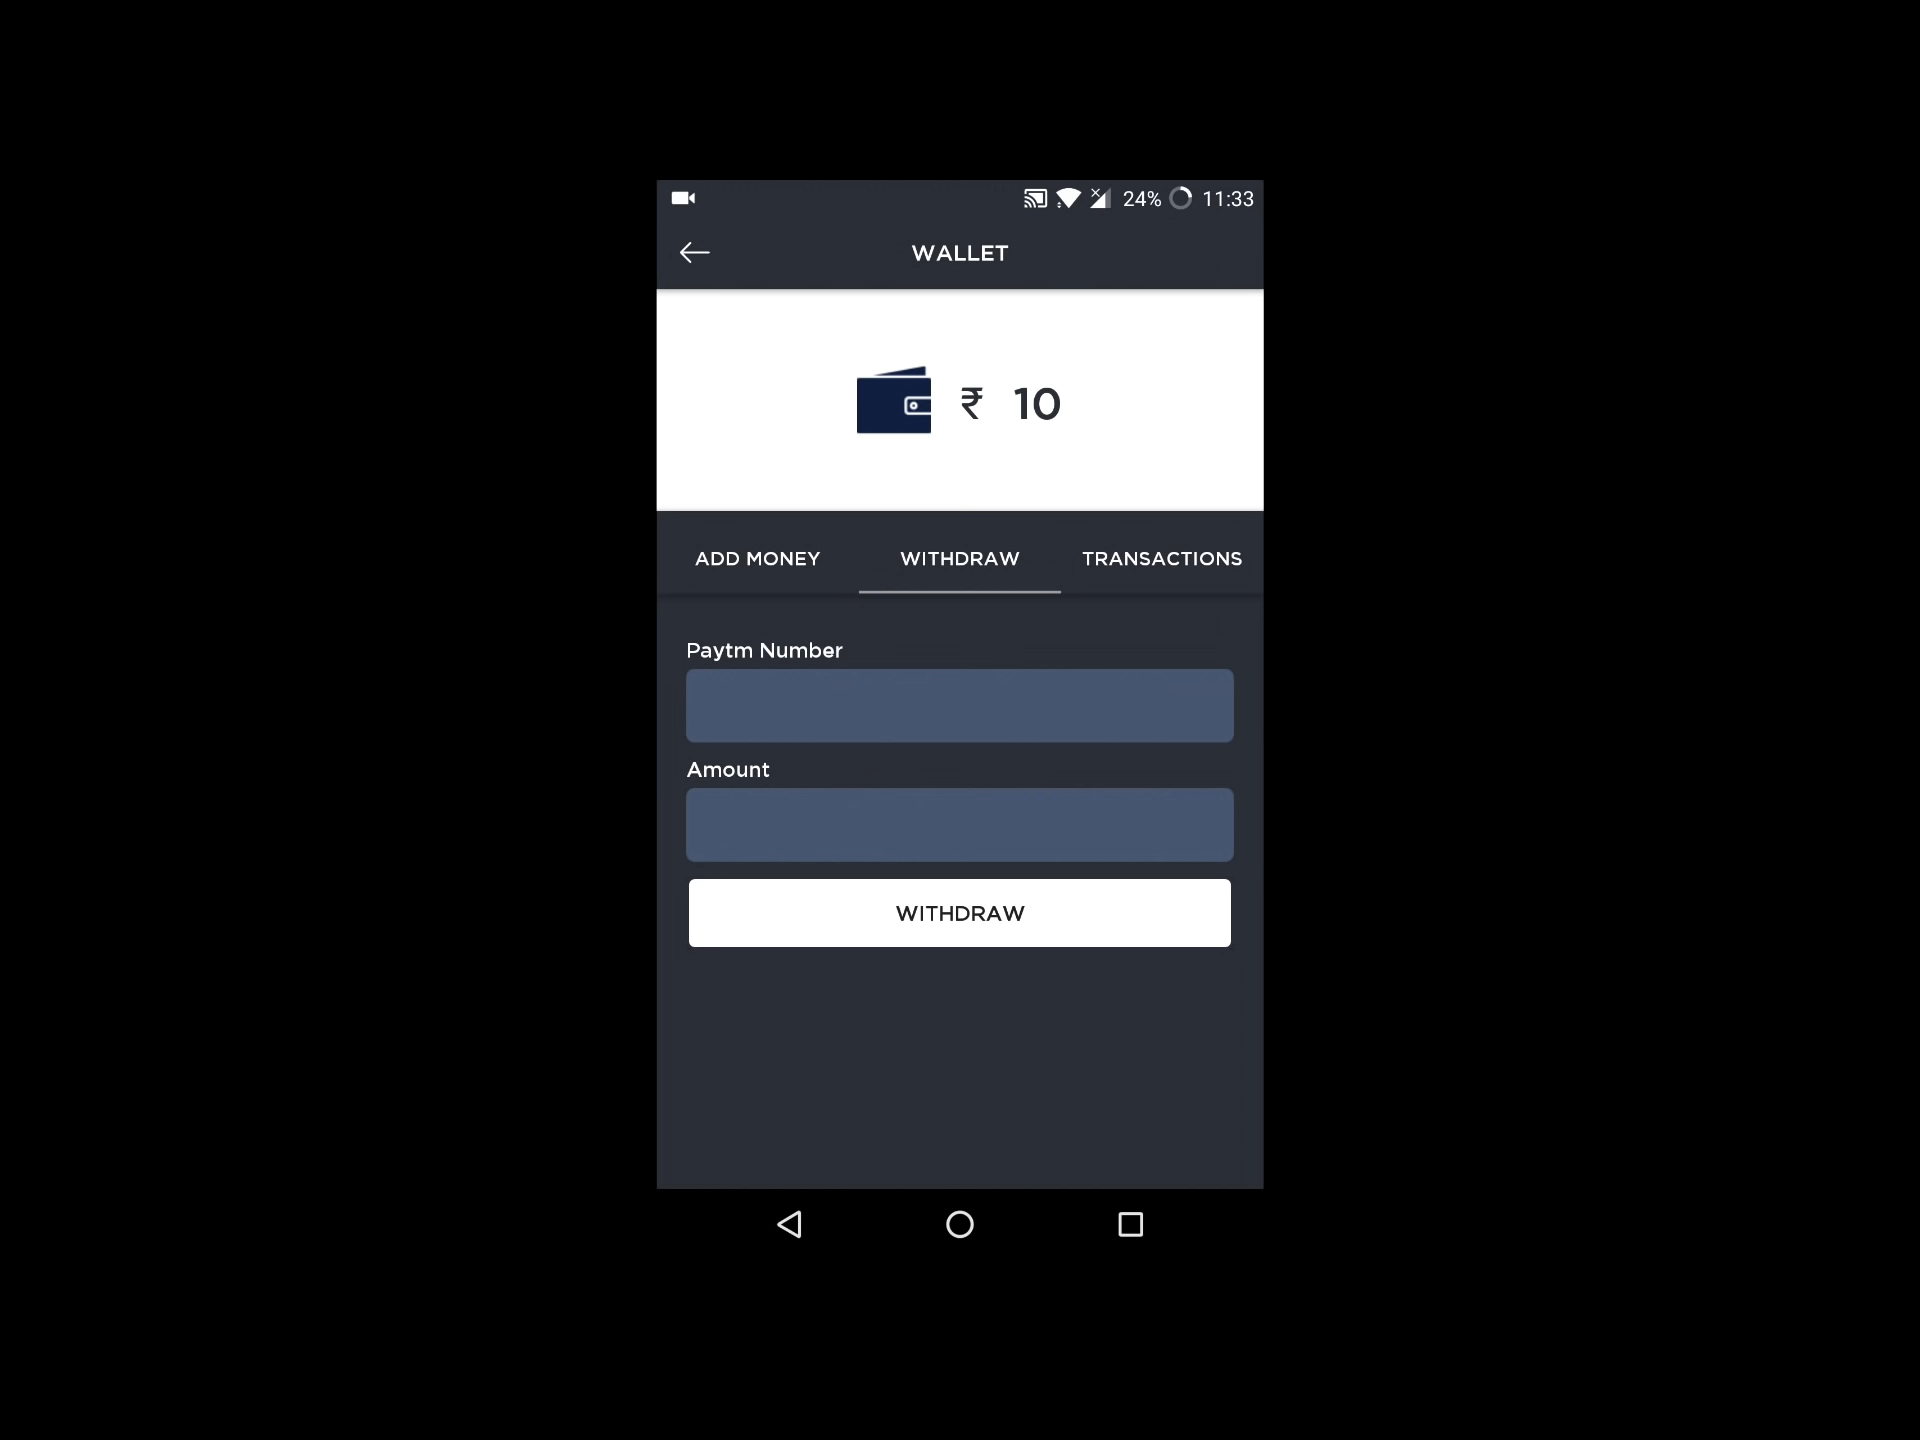 24% 11:33
WALLET
₹ 10
ADD MONEY WITHDRAW TRANSACTIONS
Paytm Number
Amount
WITHDRAW